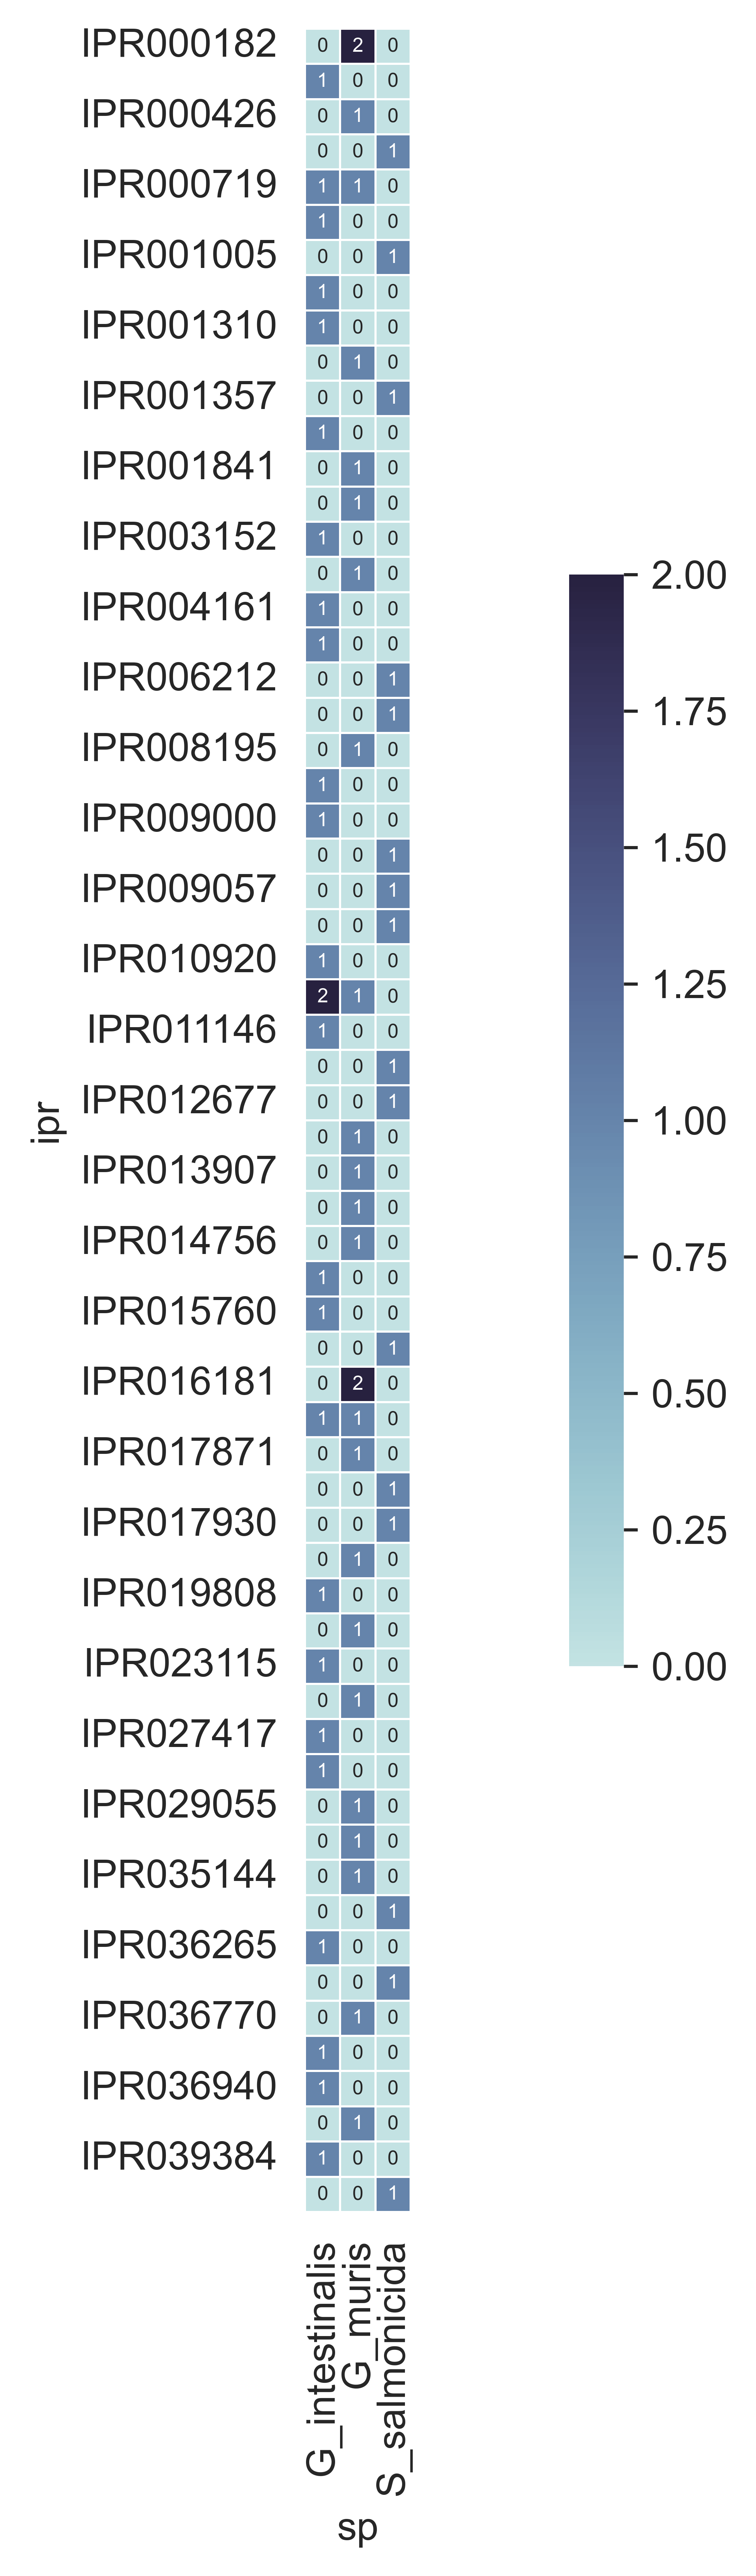 IPR000182 0 2 0
1 0 0
IPR000426 0 1 0
0 0 1
IPR000719 1 1 0
1 0 0
IPR001005 0 0 1
1 0 0
IPR001310 1 0 0
0 1 0
IPR001357 0 0 1
1 0 0
IPR001841 0 1 0
0 1 0
IPR003152 1 0 0
0 1 0
IPR004161 1 0 0
1 0 0
IPR006212 0 0 1
0 0 1
IPR008195 0 1 0
1 0 0
IPR009000 1 0 0
0 0 1
IPR009057 0 0 1
0 0 1
IPR010920 1 0 0
2 1 0
IPR011146 1 0 0
0 0 1
IPR012677 0 0 1
0 1 0
IPR013907 0 1 0
0 1 0
IPR014756 0 1 0
1 0 0
IPR015760 1 0 0
0 0 1
IPR016181 0 2 0
1 1 0
IPR017871 0 1 0
0 0 1
IPR017930 0 0 1
0 1 0
IPR019808 1 0 0
0 1 0
IPR023115 1 0 0
0 1 0
IPR027417 1 0 0
1 0 0
IPR029055 0 1 0
0 1 0
IPR035144 0 1 0
0 0 1
IPR036265 1 0 0
0 0 1
IPR036770 0 1 0
1 0 0
IPR036940 1 0 0
0 1 0
IPR039384 1 0 0
0 0 1
ipr
G_intestinalis
G_muris
S_salmonicida
sp
2.00
1.75
1.50
1.25
1.00
0.75
0.50
0.25
0.00